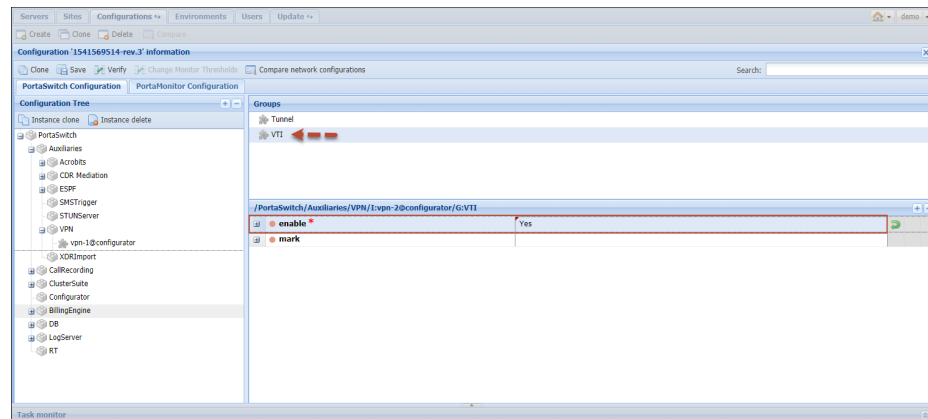 Servers Sites Configurations Environments Users Update demo
Create Clone Delete Compare
Configuration '1541569514-rev.3' information
Clone Save Verify Change Monitor Thresholds Compare network configurations Search:
PortaSwitch Configuration PortaMonitor Configuration
Configuration Tree
Instance clone Instance delete
PortaSwitch
Auxiliaries
Acrobits
CDR Mediation
ESPF
SMSTrigger
STUNServer
VPN
vpn-1@configurator
XDRImport
CallRecording
ClusterSuite
Configurator
BillingEngine
DB
LogServer
RT
Groups
Tunnel
VTI
/PortaSwitch/Auxiliaries/VPN/I:vpn-2@configurator/G:VTI
enable * Yes
mark
Task monitor